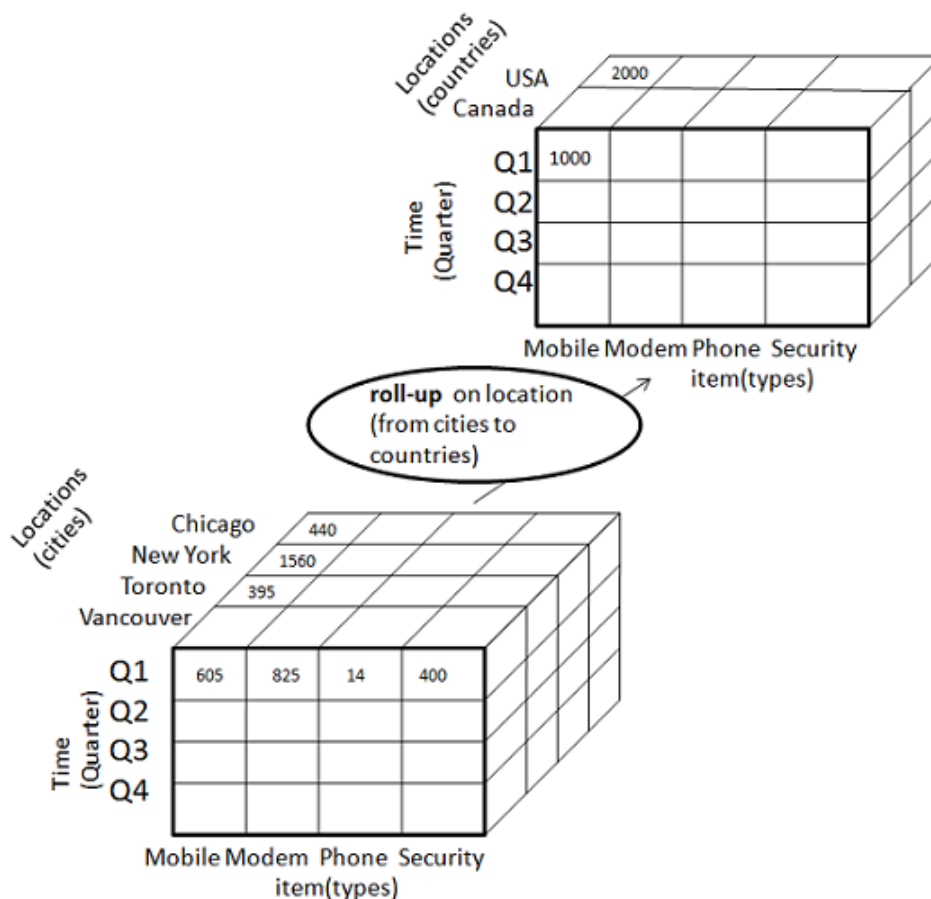 Locations
(countries)
USA
2000
Canada
Time
(Quarter)
Q1
1000
Q2
Q3
Q4
Mobile Modem Phone Security
item(types)
roll-up on location
(from cities to
countries)
Locations
(cities)
Chicago
440
New York
1560
Toronto
395
Vancouver
Time
(Quarter)
Q1
605 825 14 400
Q2
Q3
Q4
Mobile Modem Phone Security
item(types)